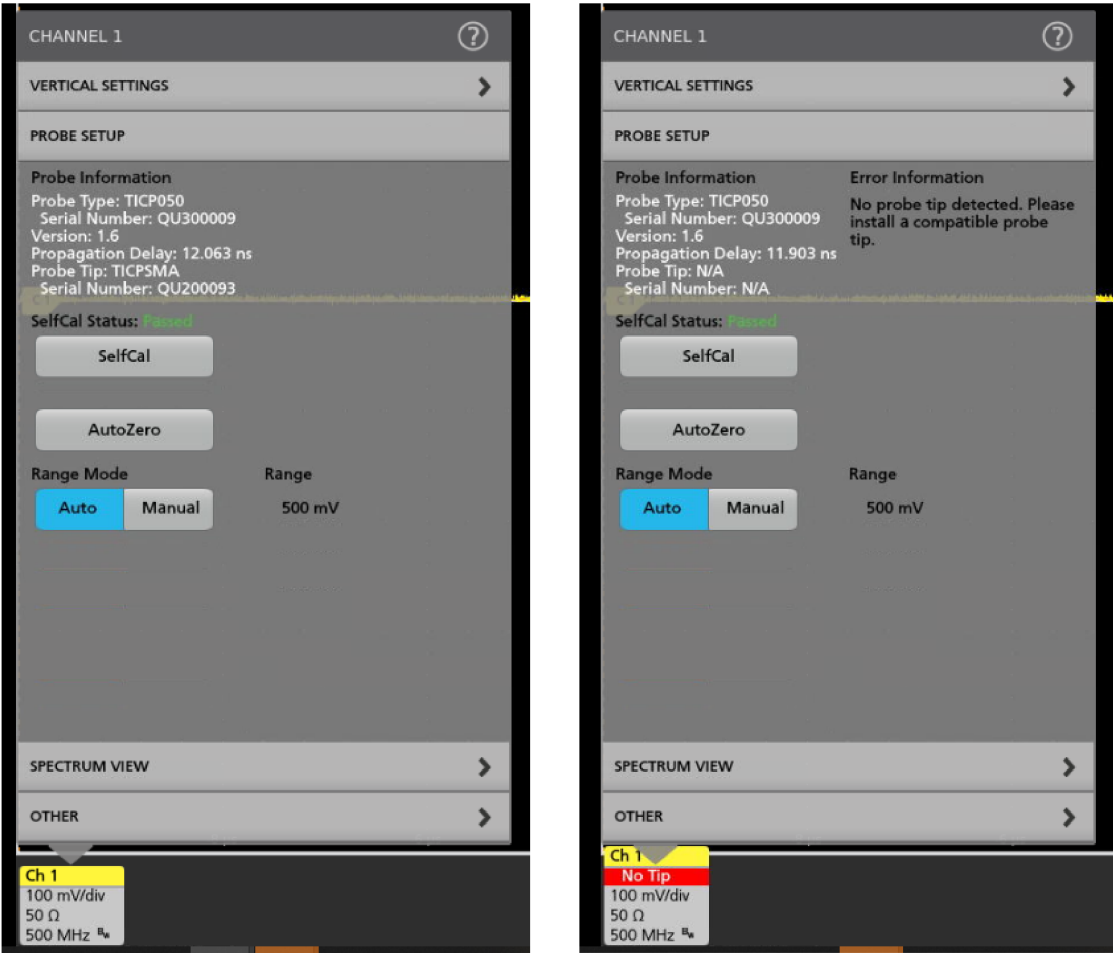 CHANNEL 1
?
VERTICAL SETTINGS
PROBE SETUP
Probe Information
Probe Type: TICP050
Serial Number: QU300009
Version: 1.6
Propagation Delay: 12.063 ns
Probe Tip: TICPSMA
Serial Number: QU200093
C1
SelfCal Status: Passed
SelfCal
AutoZero
Range Mode
Range
Auto
Manual
500 mV
SPECTRUM VIEW
OTHER
Ch 1
100 mV/div
50 Ω
500 MHz Bw
CHANNEL 1
?
VERTICAL SETTINGS
PROBE SETUP
Probe Information
Probe Type: TICP050
Serial Number: QU300009
Version: 1.6
Propagation Delay: 11.903 ns
Probe Tip: N/A
Serial Number: N/A
Error Information
No probe tip detected. Please
install a compatible probe
tip.
C1
SelfCal Status: Passed
SelfCal
AutoZero
Range Mode
Range
Auto
Manual
500 mV
SPECTRUM VIEW
OTHER
Ch 1
No Tip
100 mV/div
50 Ω
500 MHz Bw